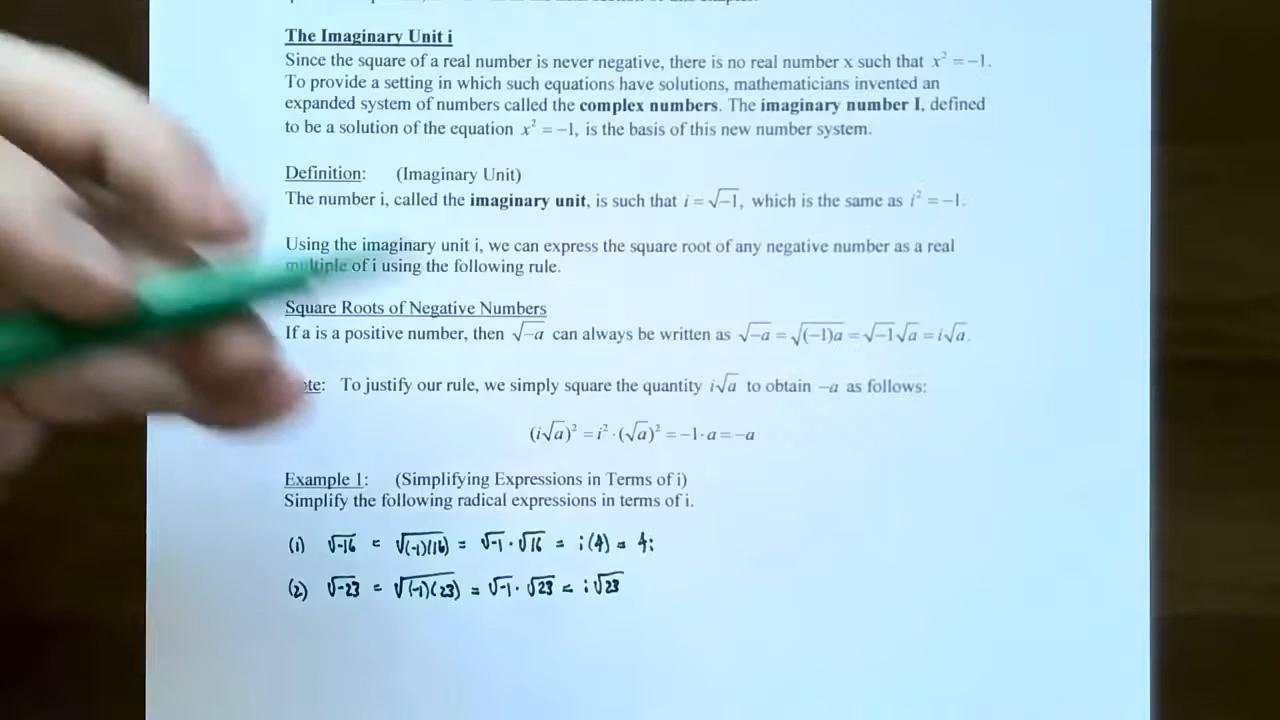 The Imaginary Unit i
Since the square of a real number is never negative, there is no real number x such that x² = −1.
To provide a setting in which such equations have solutions, mathematicians invented an
expanded system of numbers called the complex numbers. The imaginary number I, defined
to be a solution of the equation x² = −1, is the basis of this new number system.
Definition: (Imaginary Unit)
The number i, called the imaginary unit, is such that i = √−1, which is the same as i² = −1.
Using the imaginary unit i, we can express the square root of any negative number as a real
multiple of i using the following rule.
Square Roots of Negative Numbers
If a is a positive number, then √−a can always be written as √−a = √(−1)a = √−1√a = i√a.
To justify our rule, we simply square the quantity i√a to obtain −a as follows:
(i√a)² = i² · (√a)² = −1 · a = −a
Example 1: (Simplifying Expressions in Terms of i)
Simplify the following radical expressions in terms of i.
(1) √-16 = √(-1)(16) = √-1 · √16 = i(4) = 4i
(2) √-23 = √(-1)(23) = √-1 · √23 = i√23